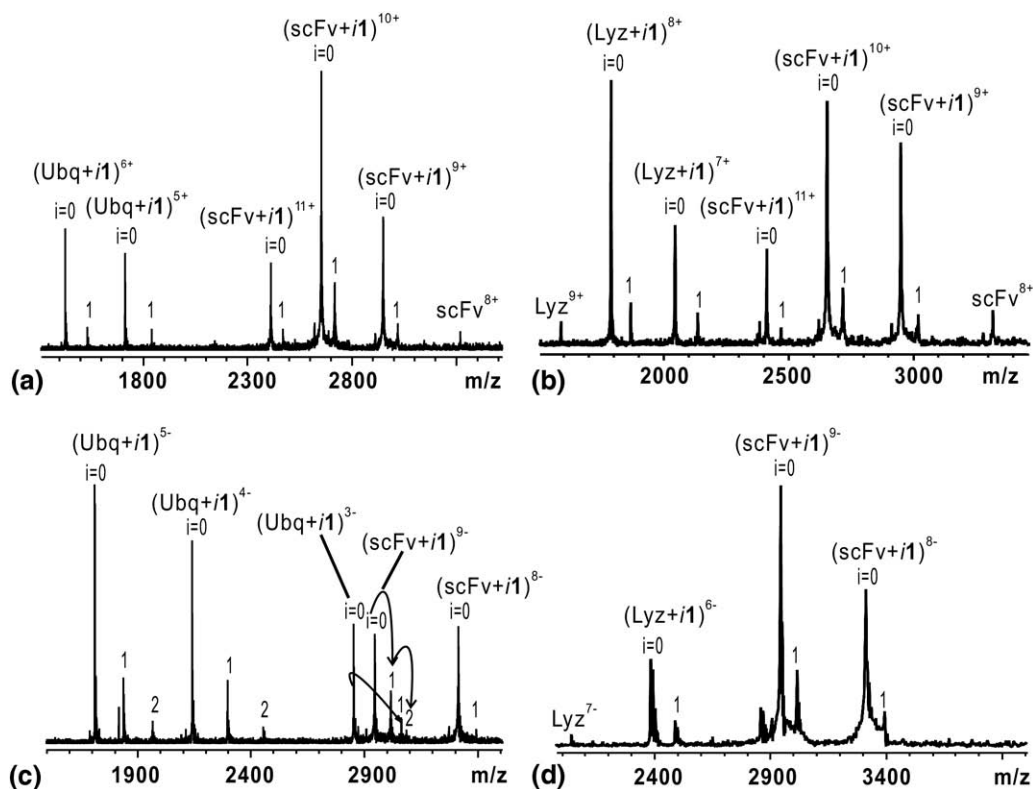 (scFv+i1)¹⁰⁺
i=0
(Ubq+i1)⁶⁺
i=0
(Ubq+i1)⁵⁺
i=0
(scFv+i1)¹¹⁺
i=0
(scFv+i1)⁹⁺
i=0
1
1
1
1
1
scFv⁸⁺
(a)
1800
2300
2800
m/z
(Lyz+i1)⁸⁺
i=0
(scFv+i1)¹⁰⁺
i=0
(scFv+i1)⁹⁺
i=0
(Lyz+i1)⁷⁺
i=0
(scFv+i1)¹¹⁺
i=0
Lyz⁹⁺
1
1
1
1
1
scFv⁸⁺
(b)
2000
2500
3000
m/z
(Ubq+i1)⁵⁻
i=0
(Ubq+i1)⁴⁻
i=0
(Ubq+i1)³⁻
(scFv+i1)⁹⁻
i=0
i=0
(scFv+i1)⁸⁻
i=0
1
2
1
2
1
1
2
1
(c)
1900
2400
2900
m/z
(scFv+i1)⁹⁻
i=0
(scFv+i1)⁸⁻
i=0
(Lyz+i1)⁶⁻
i=0
Lyz⁷⁻
1
1
1
(d)
2400
2900
3400
m/z